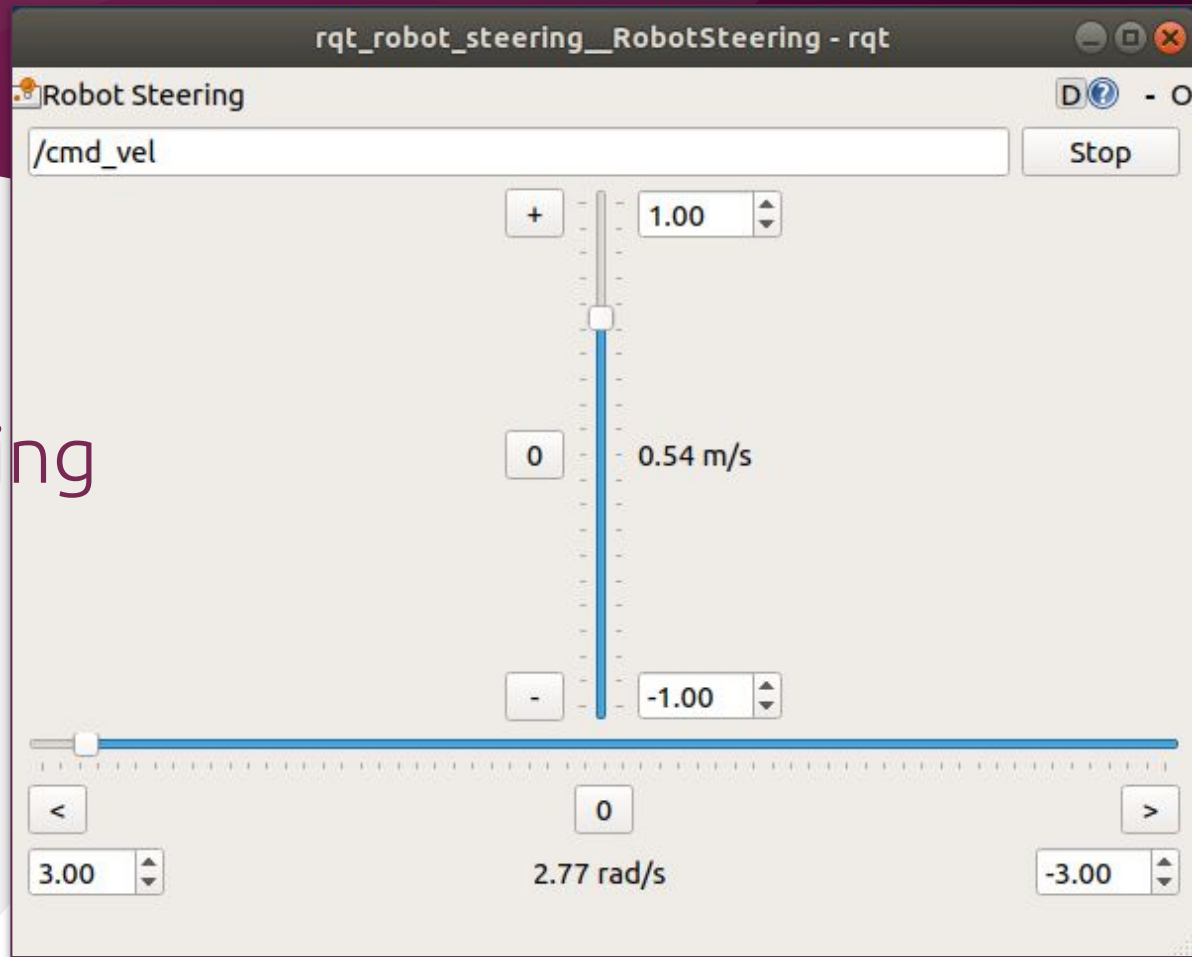 rqt_robot_steering__RobotSteering - rqt
Robot Steering D ? - O
/cmd_vel Stop
+ 1.00
ing
0 0.54 m/s
- -1.00
< 0 >
3.00 2.77 rad/s -3.00